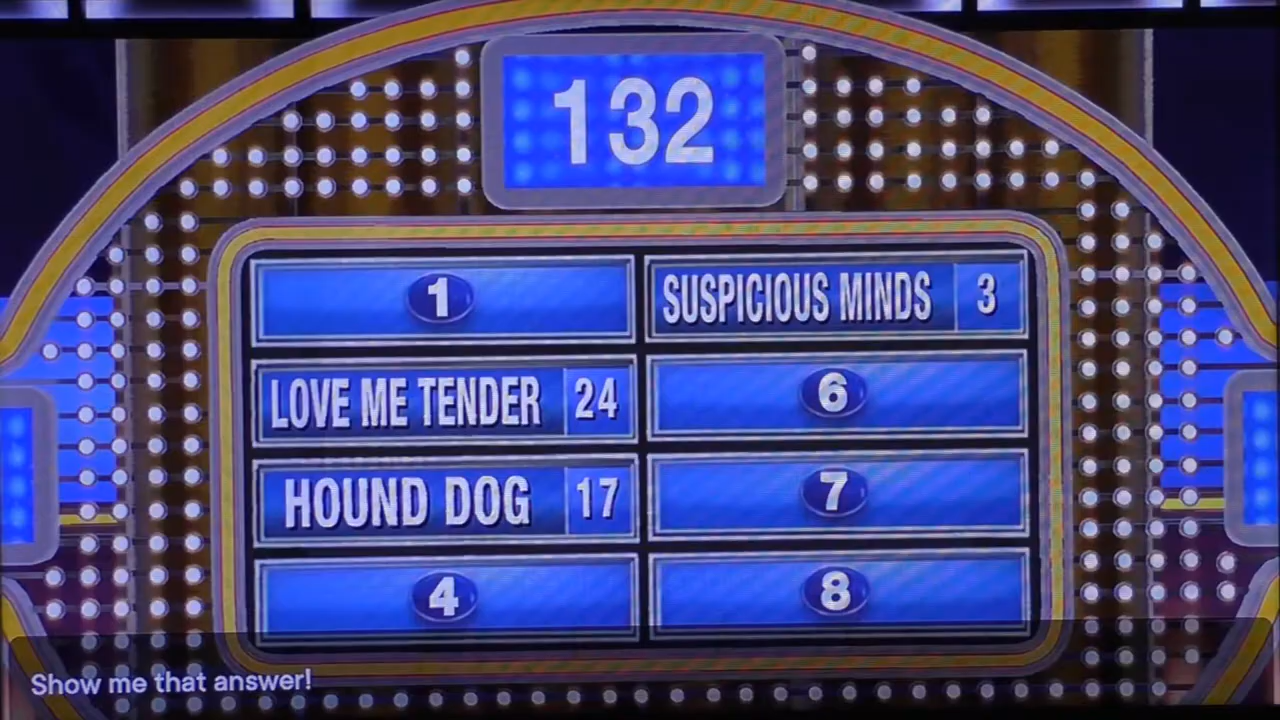 132
1
SUSPICIOUS MINDS 3
LOVE ME TENDER 24
6
HOUND DOG 17
7
4
8
Show me that answer!